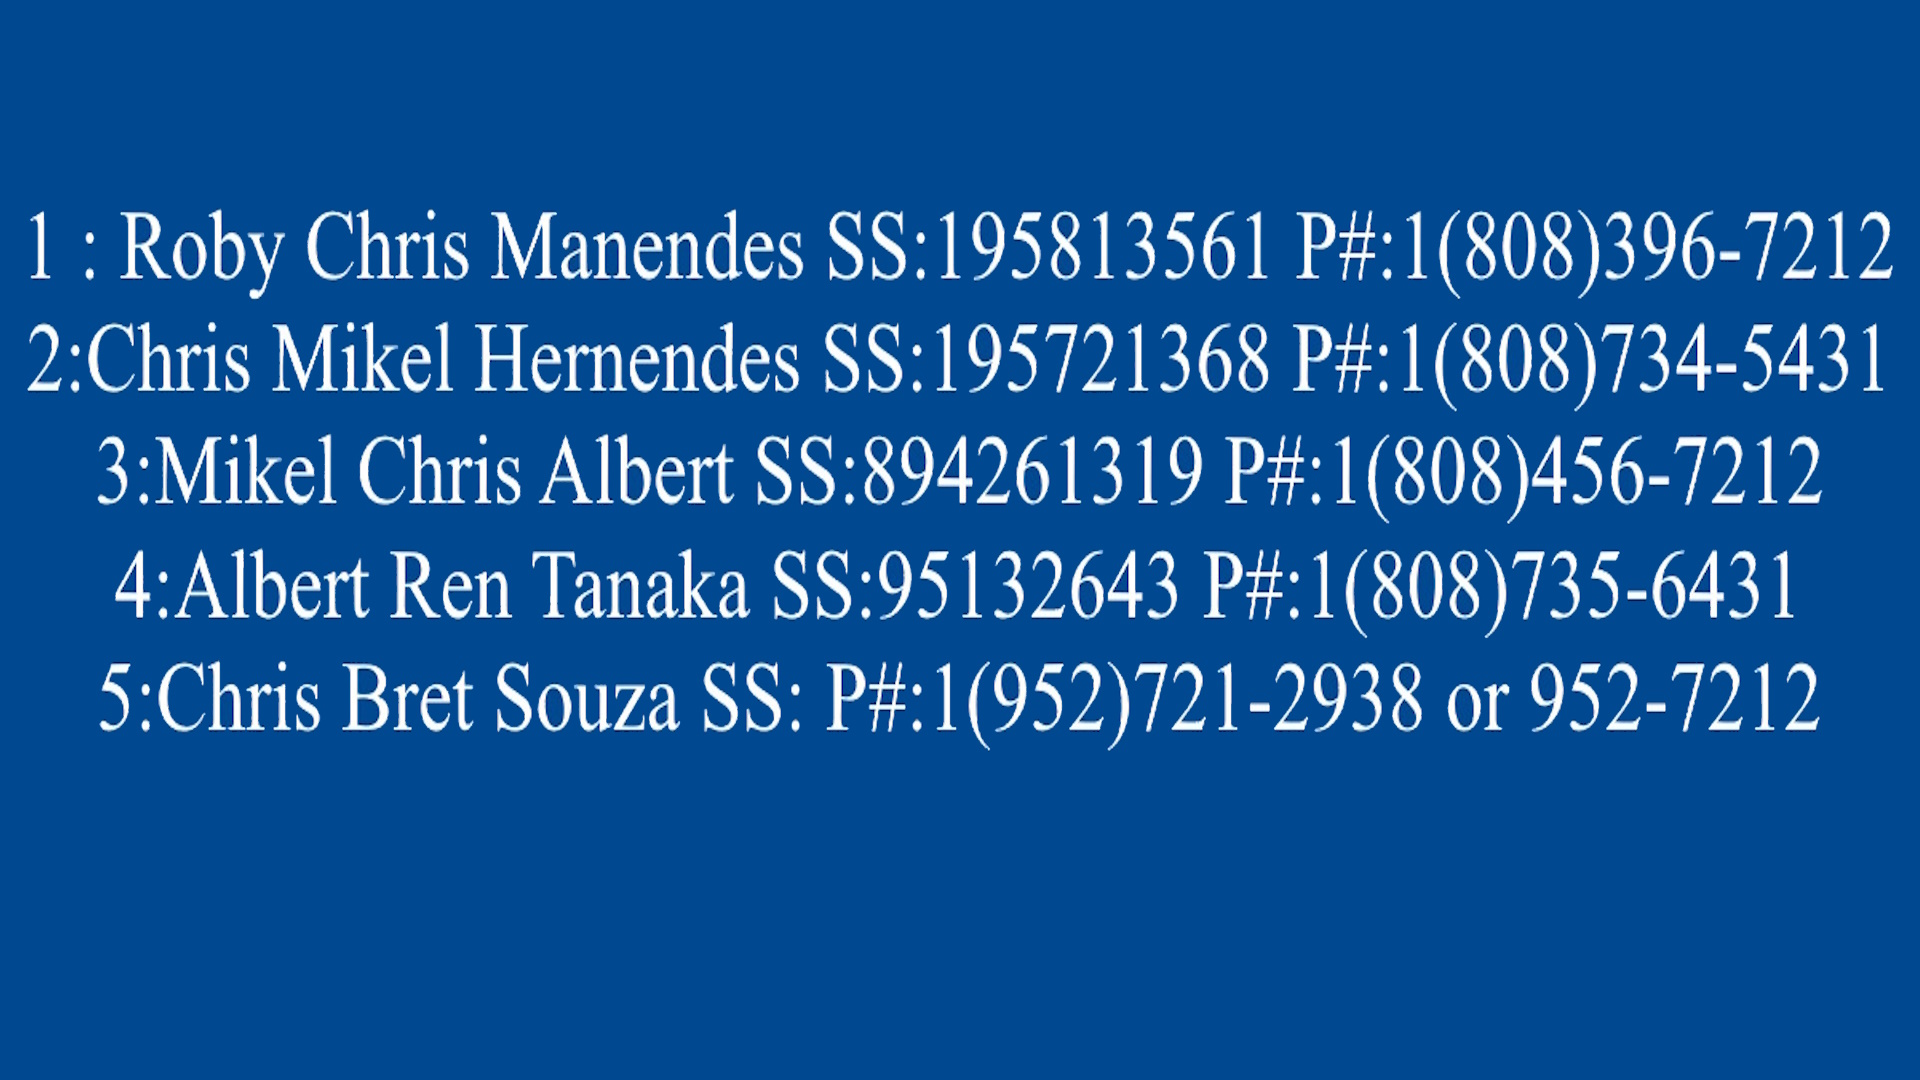 1 : Roby Chris Manendes SS:195813561 P#:1(808)396-7212
2:Chris Mikel Hernendes SS:195721368 P#:1(808)734-5431
3:Mikel Chris Albert SS:894261319 P#:1(808)456-7212
4:Albert Ren Tanaka SS:95132643 P#:1(808)735-6431
5:Chris Bret Souza SS: P#:1(952)721-2938 or 952-7212